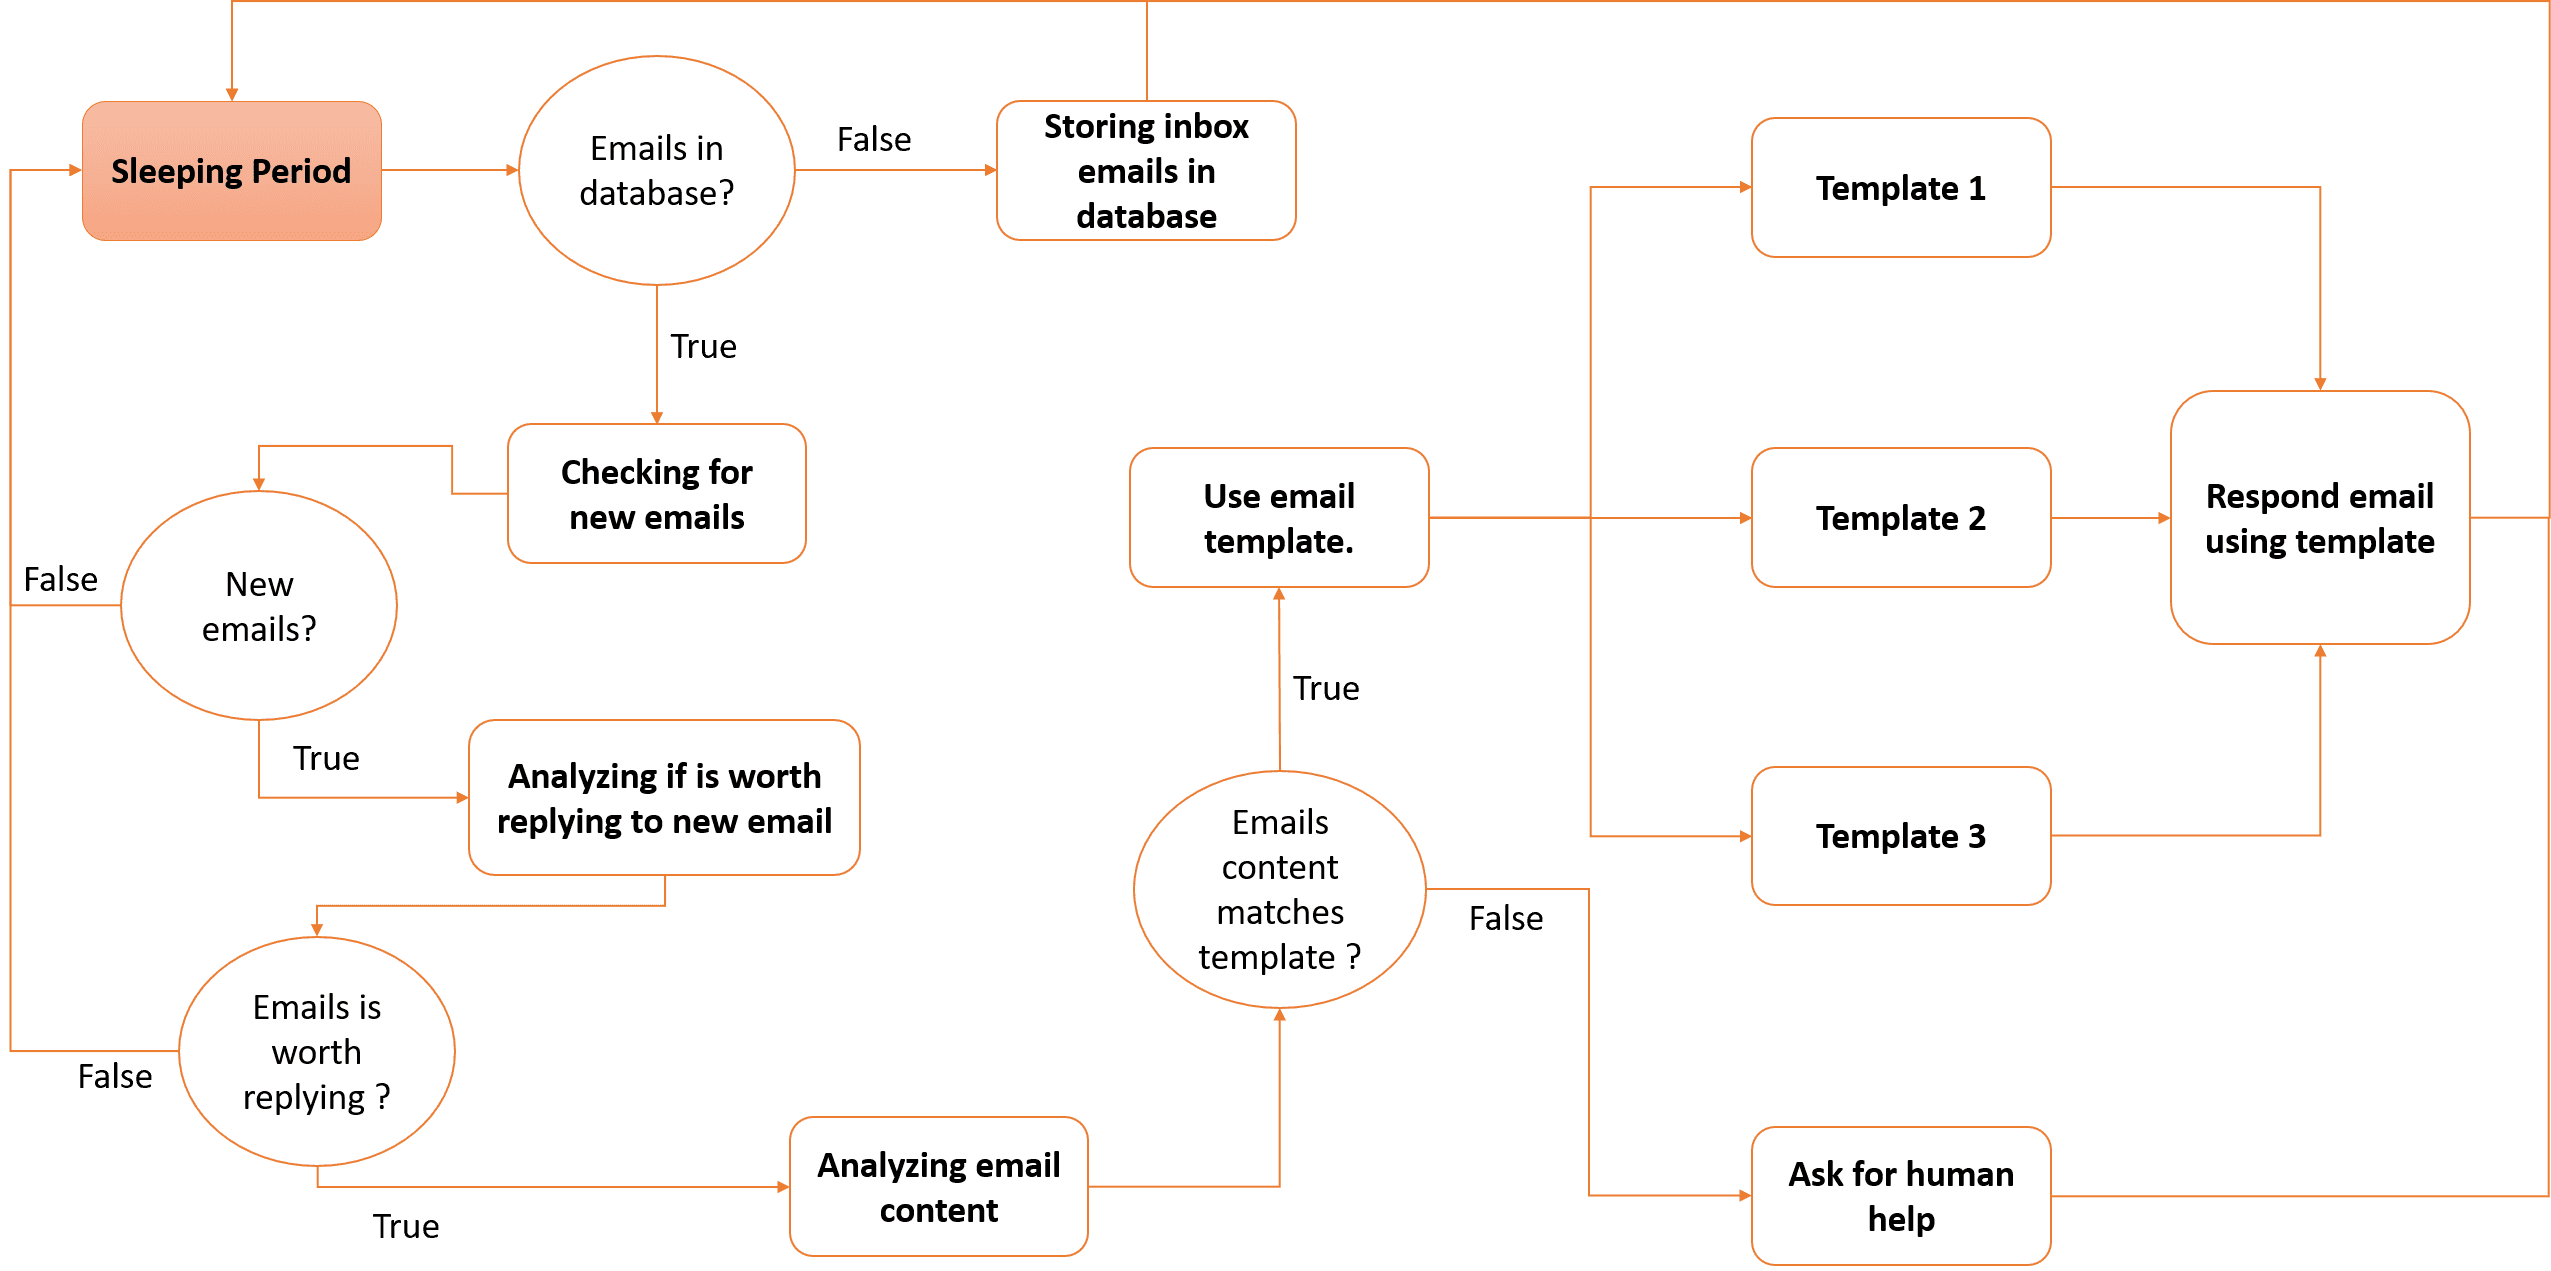 Sleeping Period
Emails in
database?
False
Storing inbox
emails in
database
True
Checking for
new emails
New
emails?
False
True
Analyzing if is worth
replying to new email
Emails is
worth
replying ?
False
True
Analyzing email
content
Emails
content
matches
template ?
True
False
Use email
template.
Template 1
Template 2
Template 3
Respond email
using template
Ask for human
help